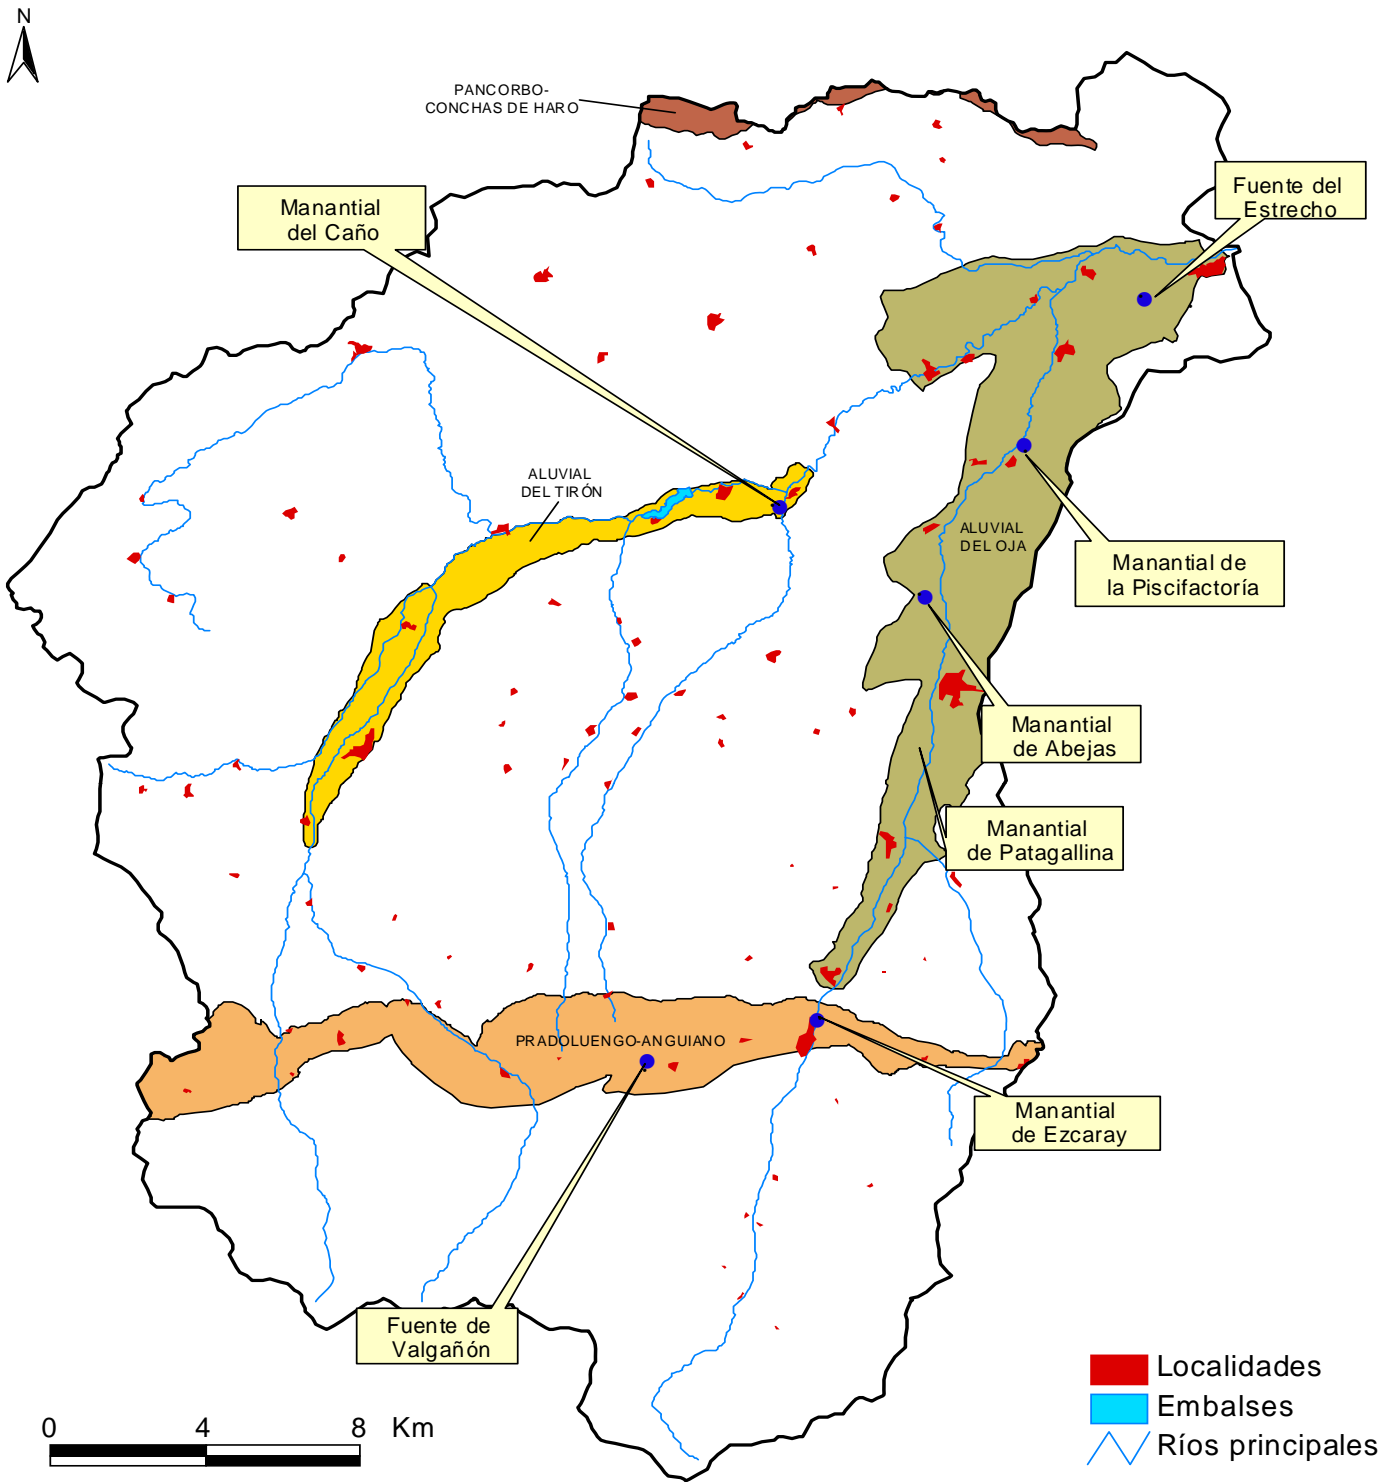 N
PANCORBO-
CONCHAS DE HARO
Fuente del
Estrecho
Manantial
del Caño
ALUVIAL
DEL TIRÓN
ALUVIAL
DEL OJA
Manantial de
la Piscifactoría
Manantial
de Abejas
Manantial
de Patagallina
PRADOLUENGO-ANGUIANO
Manantial
de Ezcaray
Fuente de
Valgañón
Localidades
Embalses
Ríos principales
0 4 8 Km